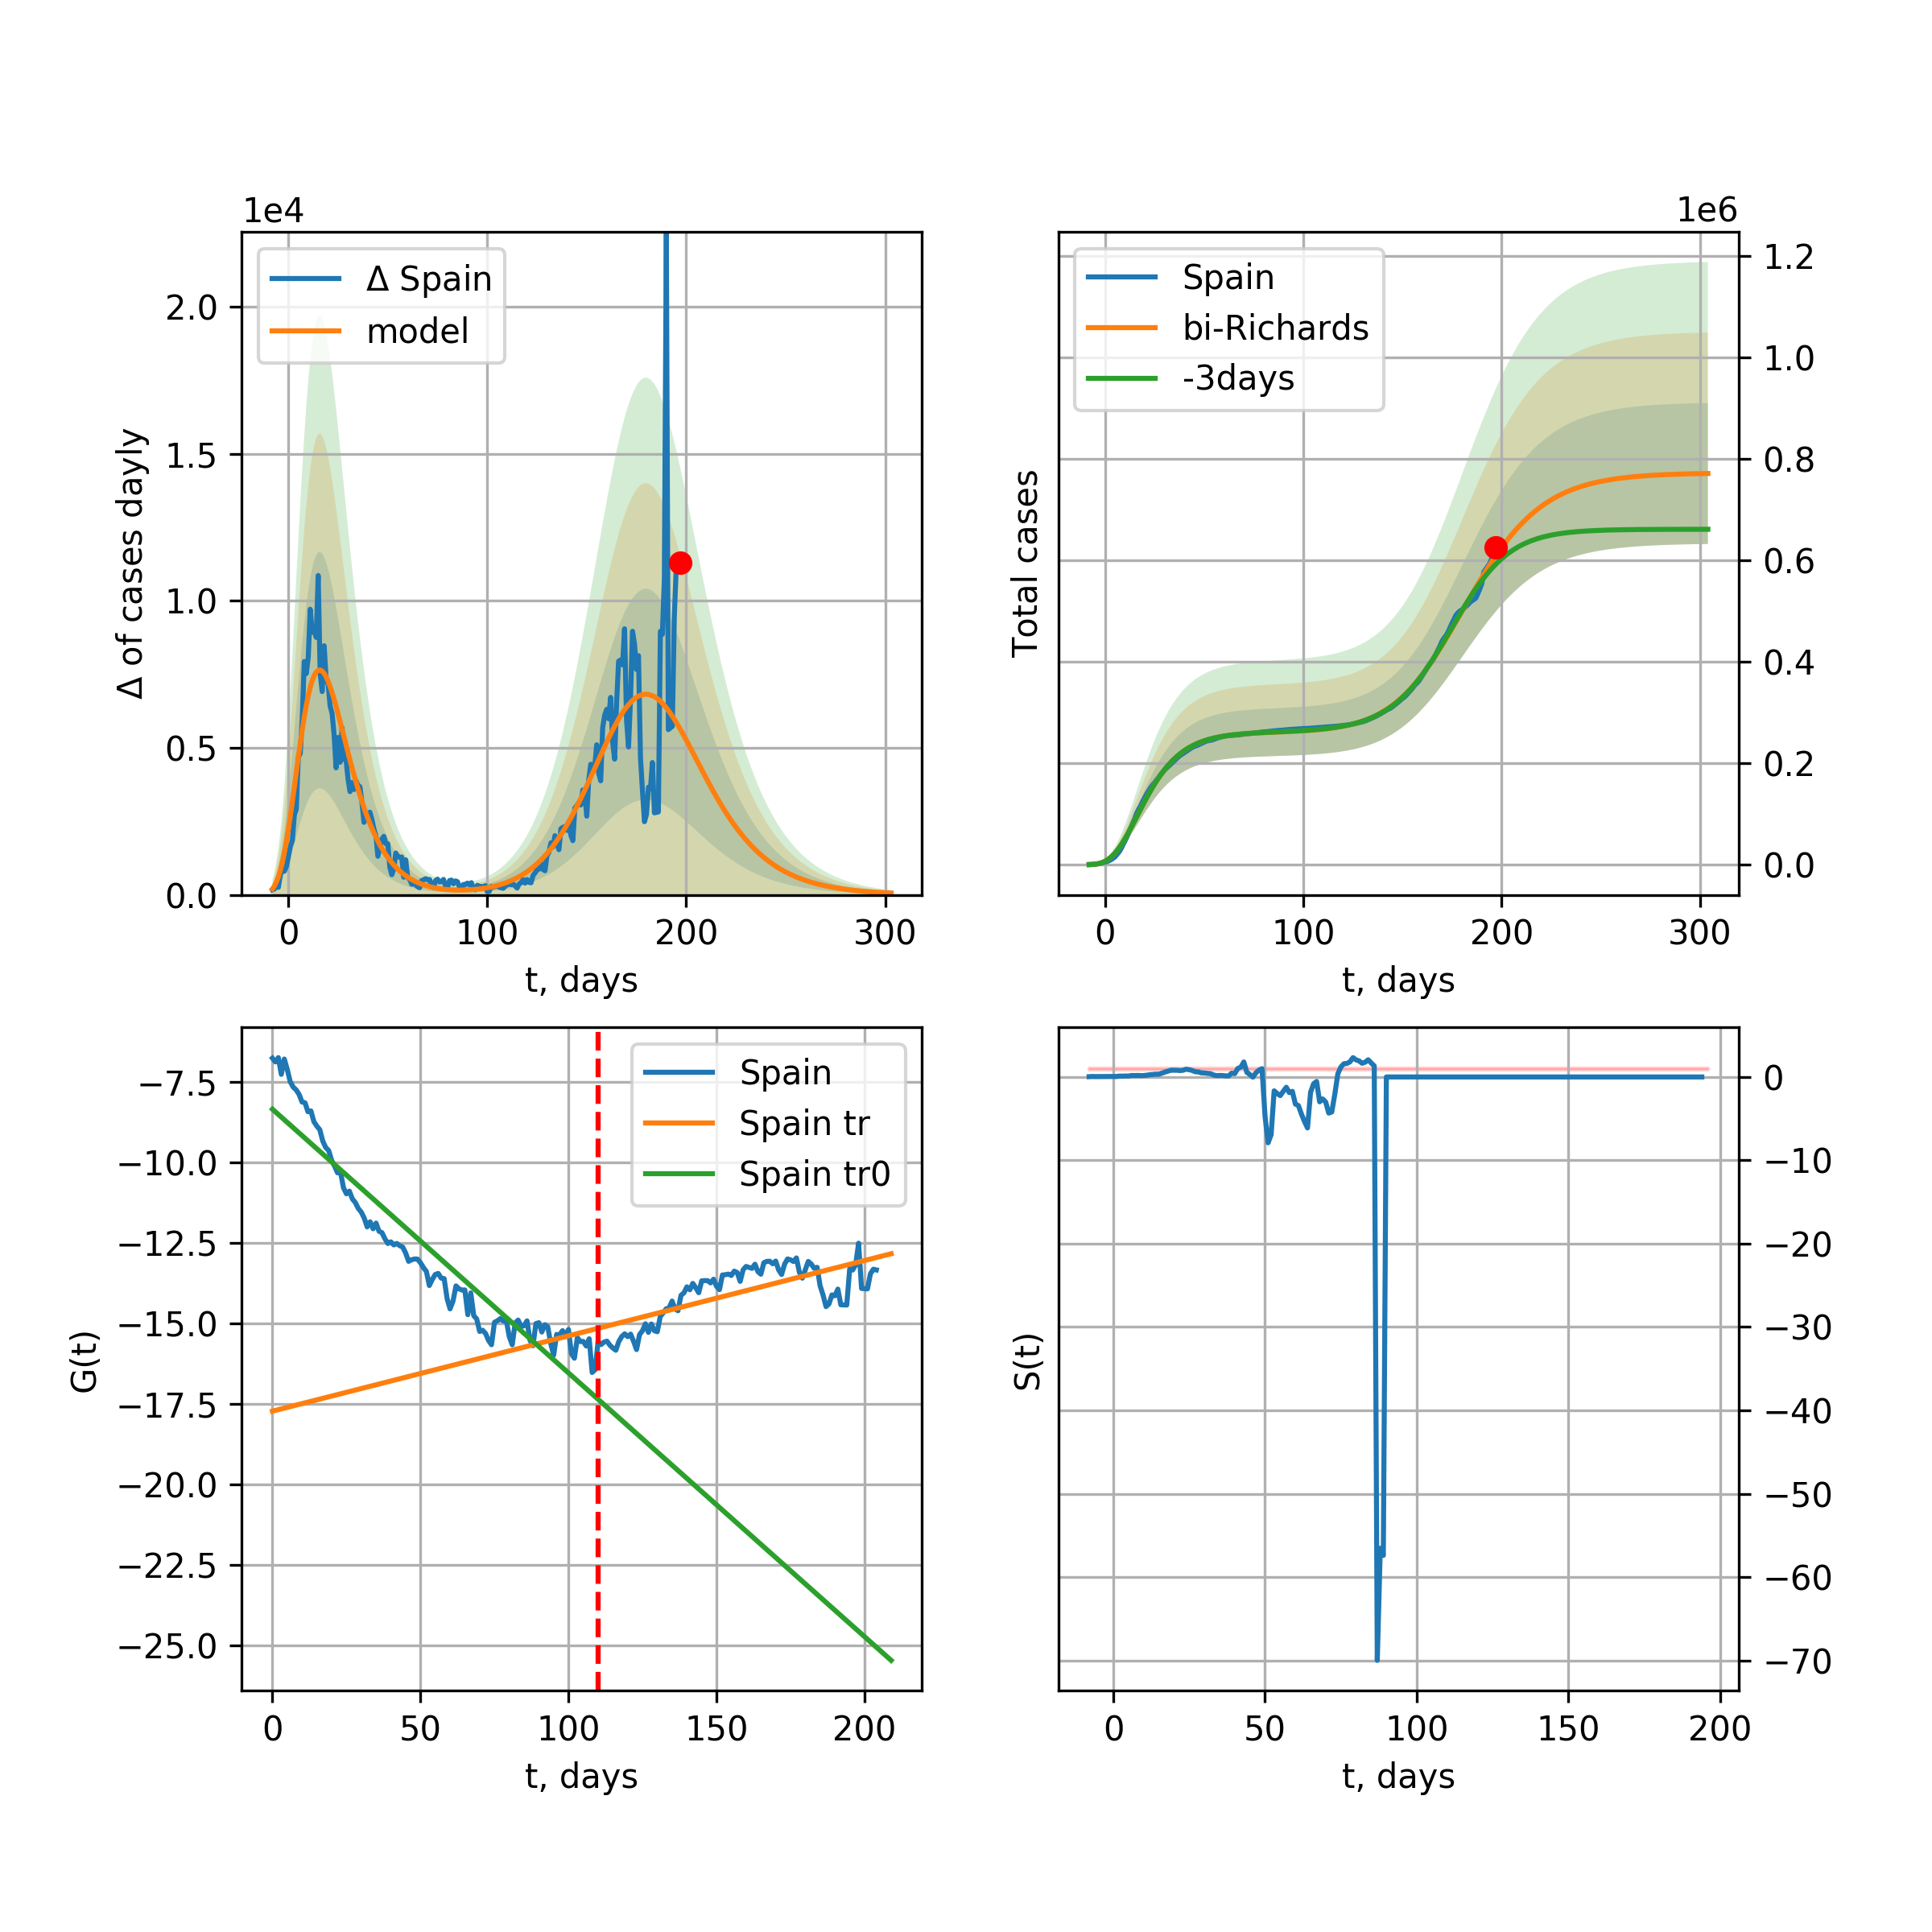 1e4
Δ Spain
model
2.0
1.5
1.0
0.5
0.0
Δ of cases dayly
0 100 200 300
t, days
1e6
Spain
bi-Richards
-3days
1.2
1.0
0.8
0.6
0.4
0.2
0.0
Total cases
0 100 200 300
t, days
Spain
Spain tr
Spain tr0
−7.5
−10.0
−12.5
−15.0
−17.5
−20.0
−22.5
−25.0
G(t)
0 50 100 150 200
t, days
0
−10
−20
−30
−40
−50
−60
−70
S(t)
0 50 100 150 200
t, days